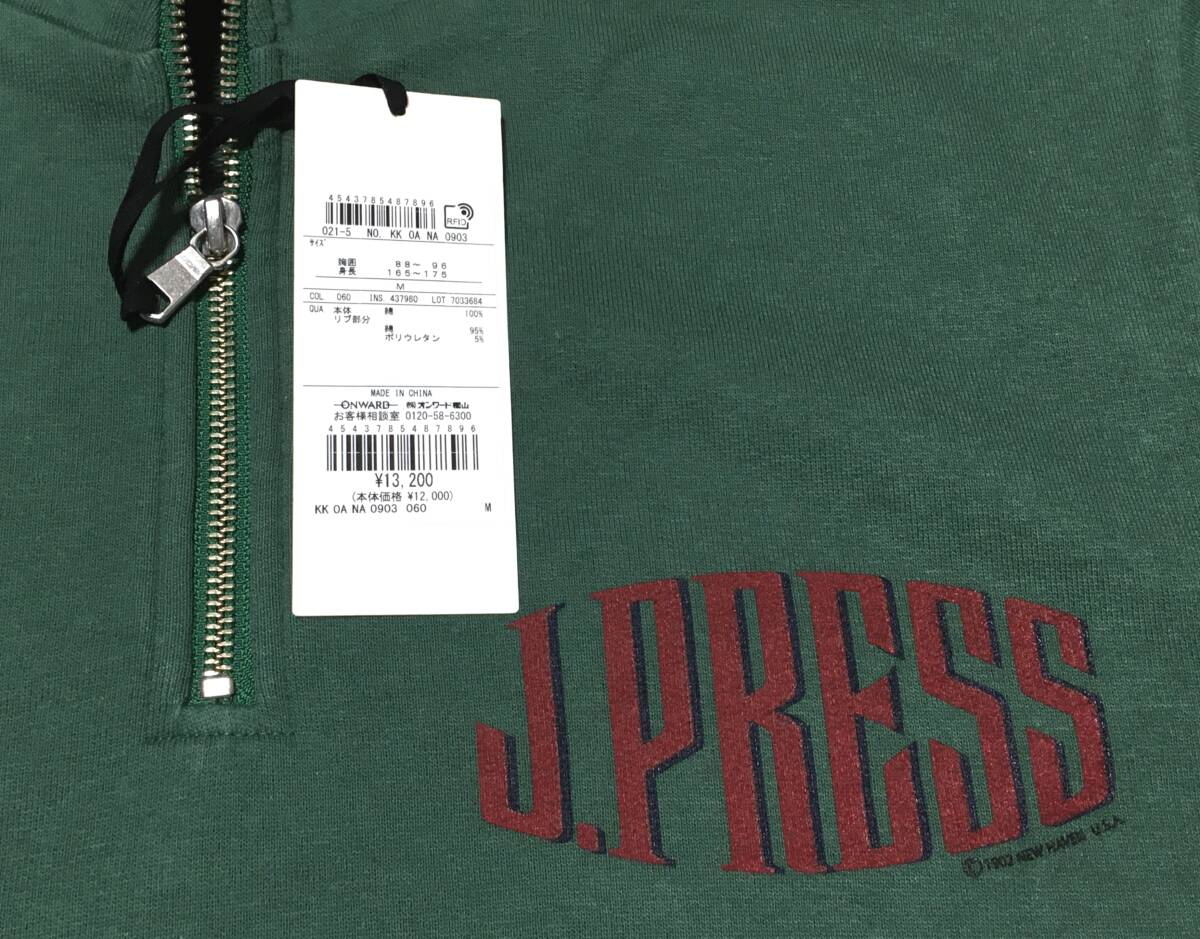 4543785487896
RFID
021-5 NO. KK 0A NA 0903
サイズ
胸囲 88〜 96
身長 165〜175
M
COL 060 INS 437980 LOT 7033684
QUA 本体 綿 100%
リブ部分
綿 95%
ポリウレタン 5%
MADE IN CHINA
ONWARD ㈱オンワード樫山
お客様相談室 0120-58-6300
4543785487896
¥13,200
(本体価格 ¥12,000)
KK 0A NA 0903 060 M
J.PRESS
©1902 NEW HAVEN U.S.A.